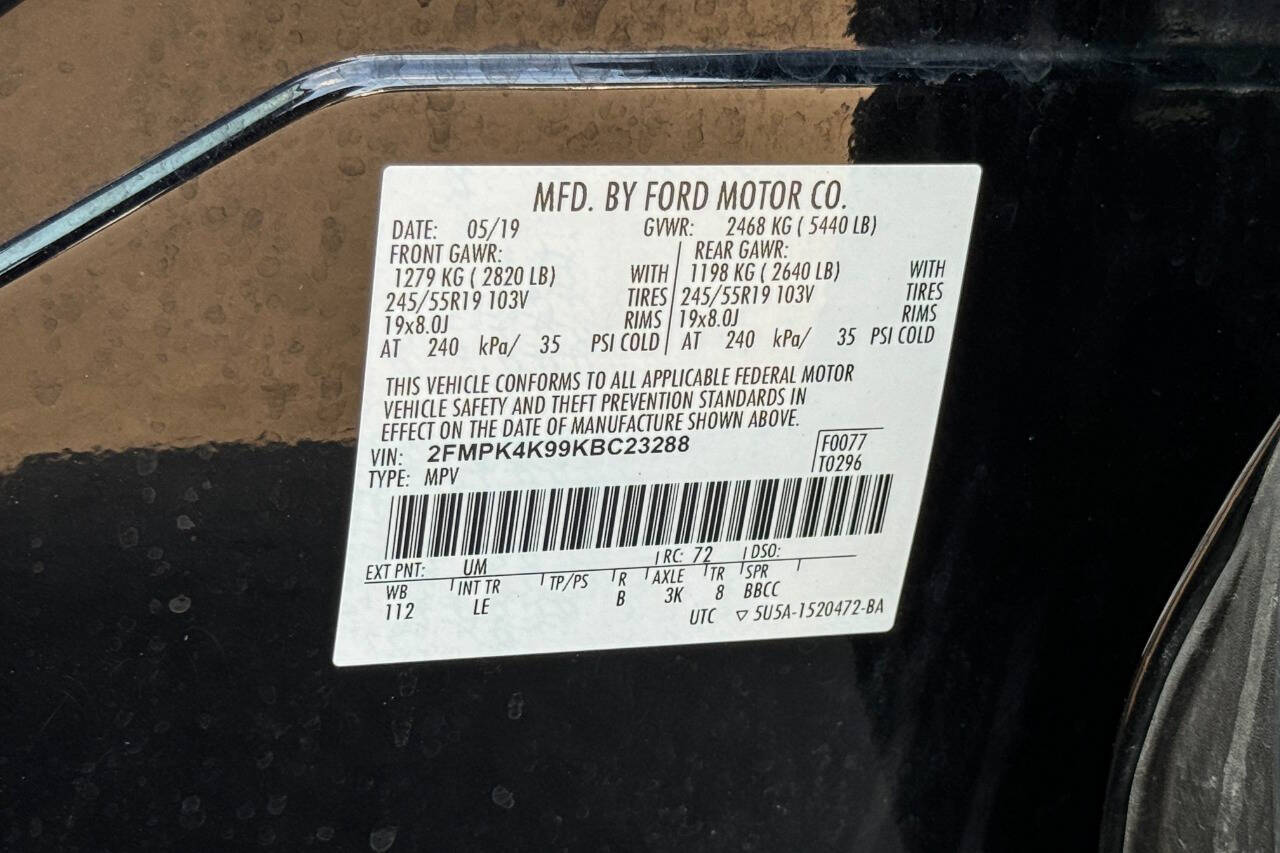 MFD. BY FORD MOTOR CO.
DATE: 05/19 GVWR: 2468 KG ( 5440 LB)
FRONT GAWR: REAR GAWR:
1279 KG ( 2820 LB) WITH 1198 KG ( 2640 LB) WITH
245/55R19 103V TIRES 245/55R19 103V TIRES
19x8.0J RIMS 19x8.0J RIMS
AT 240 kPa/ 35 PSI COLD AT 240 kPa/ 35 PSI COLD
THIS VEHICLE CONFORMS TO ALL APPLICABLE FEDERAL MOTOR
VEHICLE SAFETY AND THEFT PREVENTION STANDARDS IN
EFFECT ON THE DATE OF MANUFACTURE SHOWN ABOVE.
VIN: 2FMPK4K99KBC23288 F0077
TYPE: MPV T0296
EXT PNT: UM RC: 72 DSO:
WB INT TR TP/PS R AXLE TR SPR
112 LE B 3K 8 BBCC
UTC ▽ 5U5A-1520472-BA